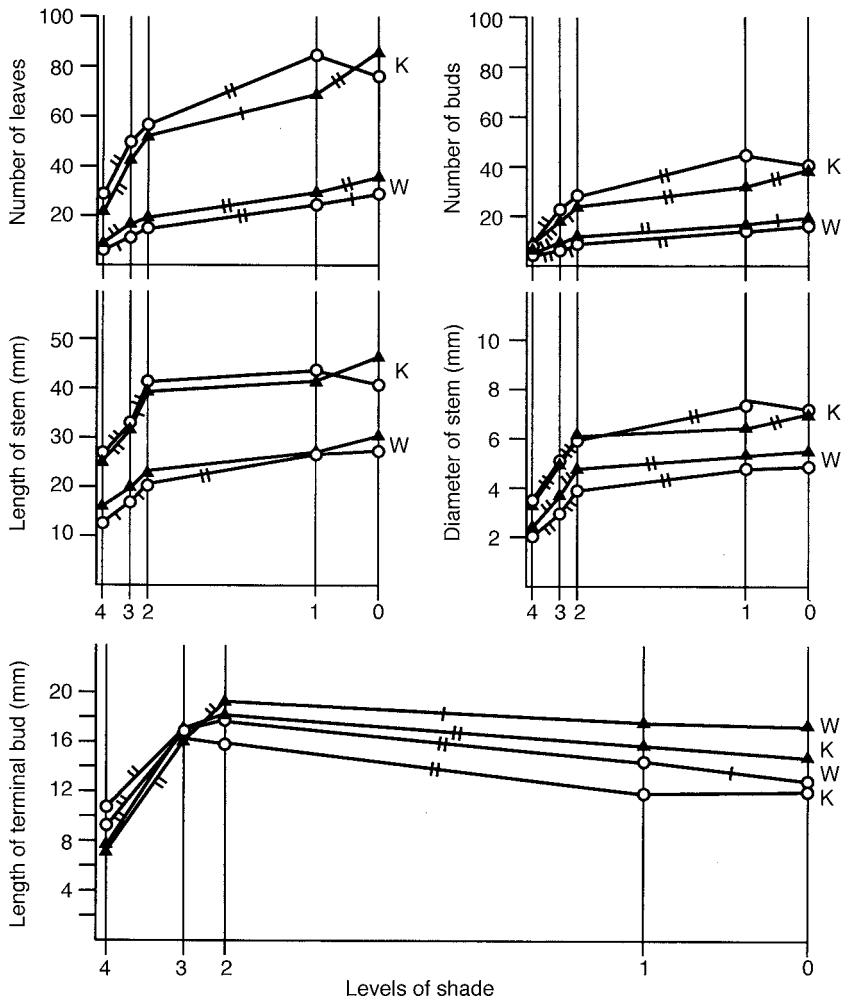 Number of leaves
100
80
60
40
20
K
W
Number of buds
100
80
60
40
20
K
W
Length of stem (mm)
50
40
30
20
10
K
W
4 3 2 1 0
Diameter of stem (mm)
10
8
6
4
2
K
W
4 3 2 1 0
Length of terminal bud (mm)
20
16
12
8
4
W
K
W
K
4 3 2 1 0
Levels of shade